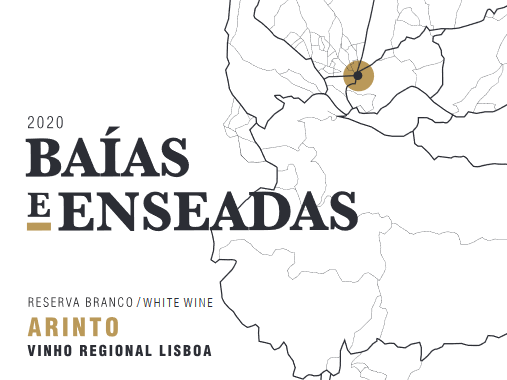 2020
BAÍAS
E ENSEADAS
RESERVA BRANCO / WHITE WINE
ARINTO
VINHO REGIONAL LISBOA